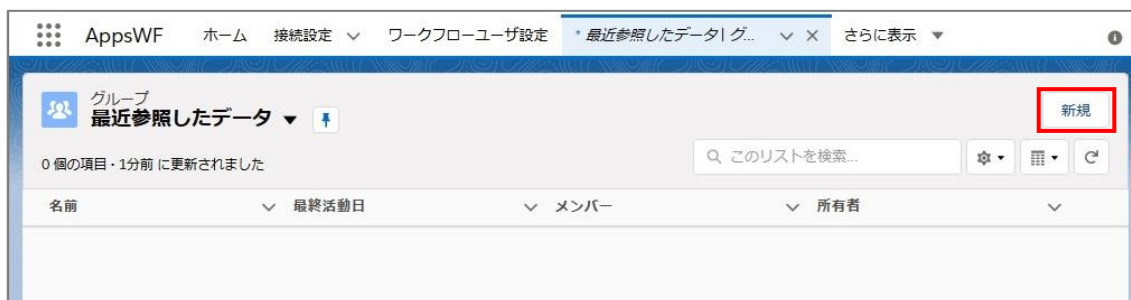 AppsWF ホーム 接続設定 ワークフローユーザ設定 * 最近参照したデータ | グ... さらに表示
グループ
最近参照したデータ
新規
0 個の項目・1分前 に更新されました
このリストを検索...
名前 最終活動日 メンバー 所有者